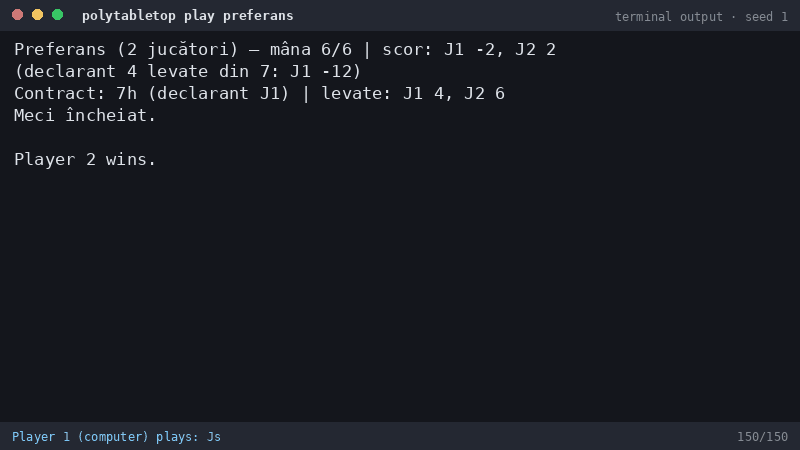 polytabletop play preferans
terminal output · seed 1
Preferans (2 jucători) — mâna 6/6 | scor: J1 -2, J2 2
(declarant 4 levate din 7: J1 -12)
Contract: 7h (declarant J1) | levate: J1 4, J2 6
Meci încheiat.
Player 2 wins.
Player 1 (computer) plays: Js
150/150